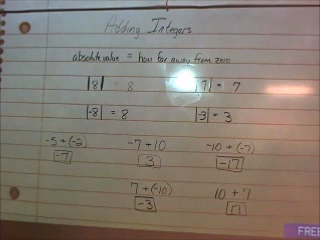 Adding Integers
absolute value = how far away from zero
|8| = 8 |7| = 7
|-8| = 8 |-3| = 3
-5 + (-2) -7 + 10 -10 + (-7)
-7 3 -17
7 + (-10) 10 + 7
-3 17
FREE